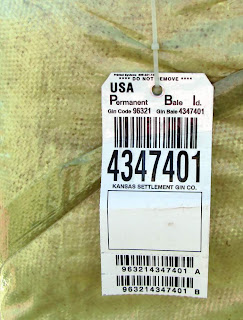 **** DO NOT REMOVE ****
USA
Permanent Bale Id.
Gin Code 96321 Gin Bale 4347401
4347401
KANSAS SETTLEMENT GIN CO.
963214347401 A
963214347401 B